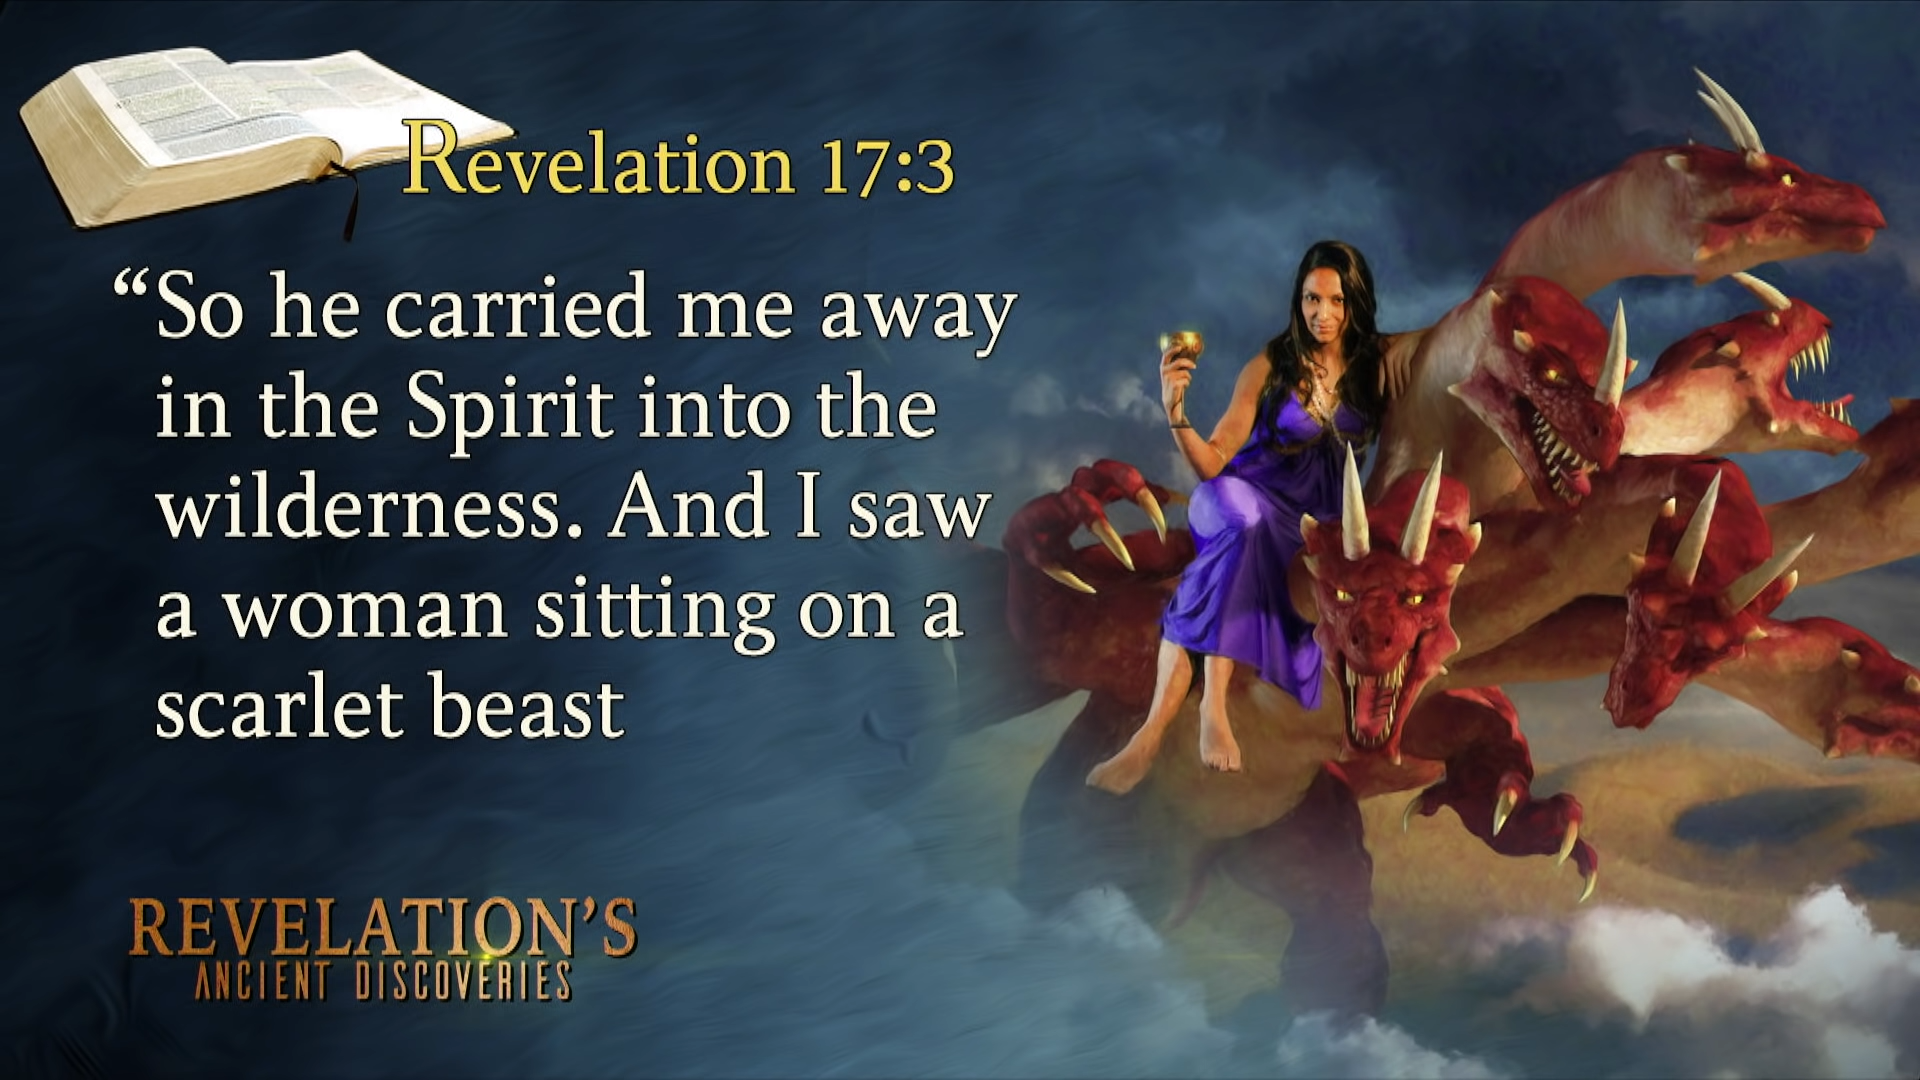 Revelation 17:3
“So he carried me away
in the Spirit into the
wilderness. And I saw
a woman sitting on a
scarlet beast
REVELATION’S
ANCIENT DISCOVERIES